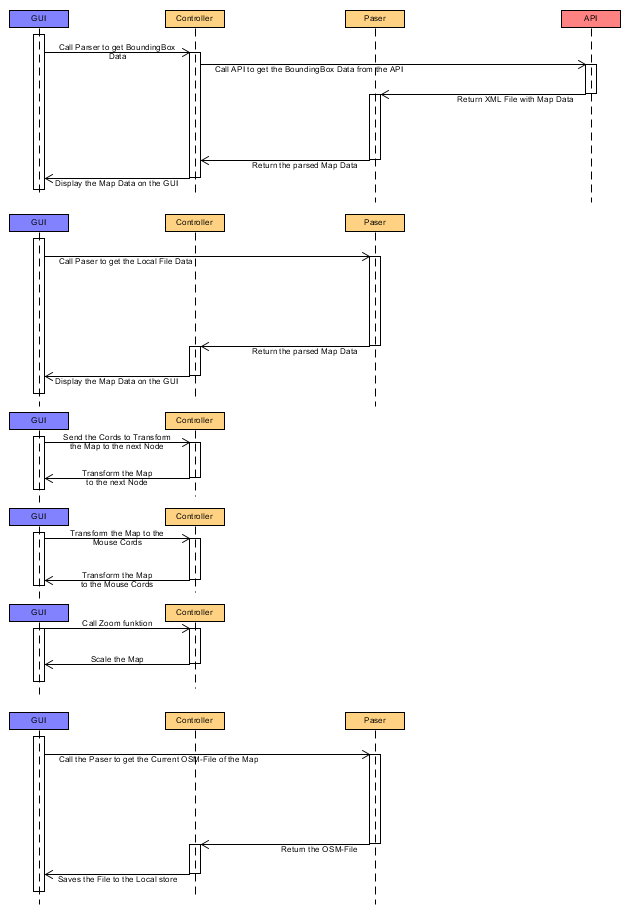 GUI
Controller
Paser
API
Call Parser to get BoundingBox
Data
Call API to get the BoundingBox Data from the API
Return XML File with Map Data
Return the parsed Map Data
Display the Map Data on the GUI
GUI
Controller
Paser
Call Paser to get the Local File Data
Return the parsed Map Data
Display the Map Data on the GUI
GUI
Controller
Send the Cords to Transform
the Map to the next Node
Transform the Map
to the next Node
GUI
Controller
Transform the Map to the
Mouse Cords
Transform the Map
to the Mouse Cords
GUI
Controller
Call Zoom funktion
Scale the Map
GUI
Controller
Paser
Call the Paser to get the Current OSM-File of the Map
Return the OSM-File
Saves the File to the Local store